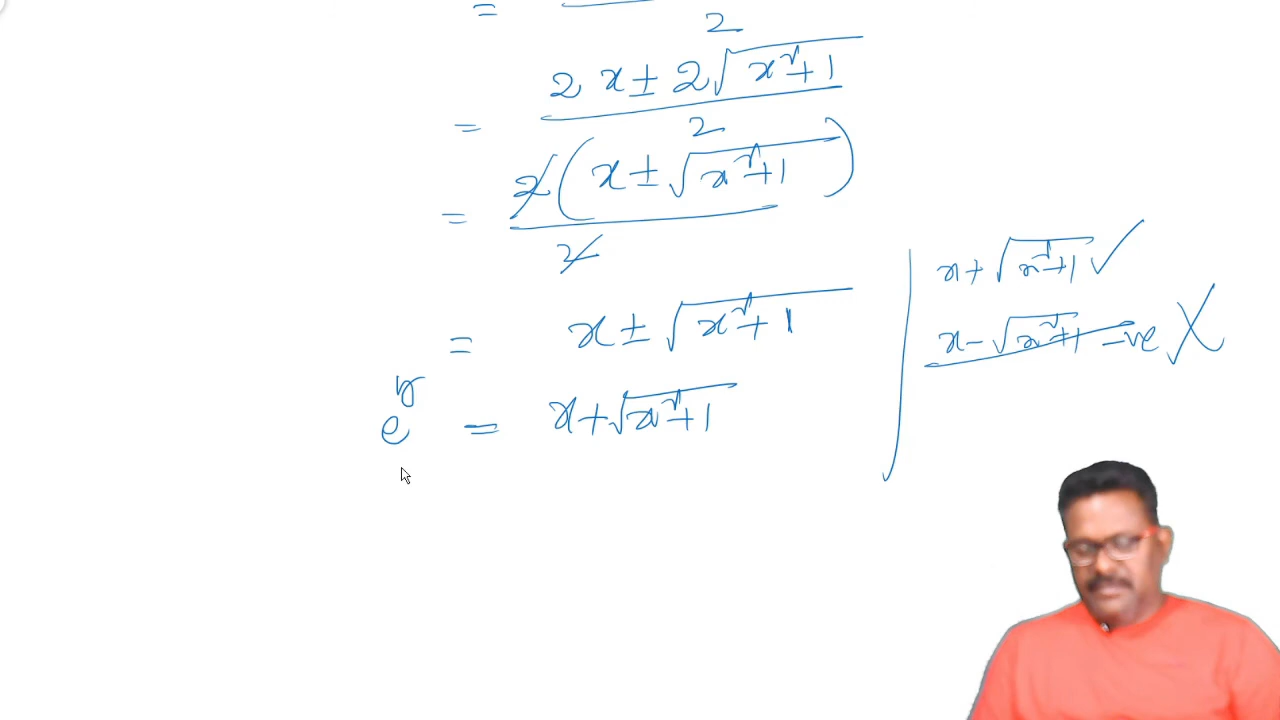 = 2
2x ± 2√x²+1
= 2
2(x ± √x²+1)
= 2
= x ± √x²+1
e^y = x+√x²+1
x+ √x²+1 ✓
x-√x²+1 -ve ✗